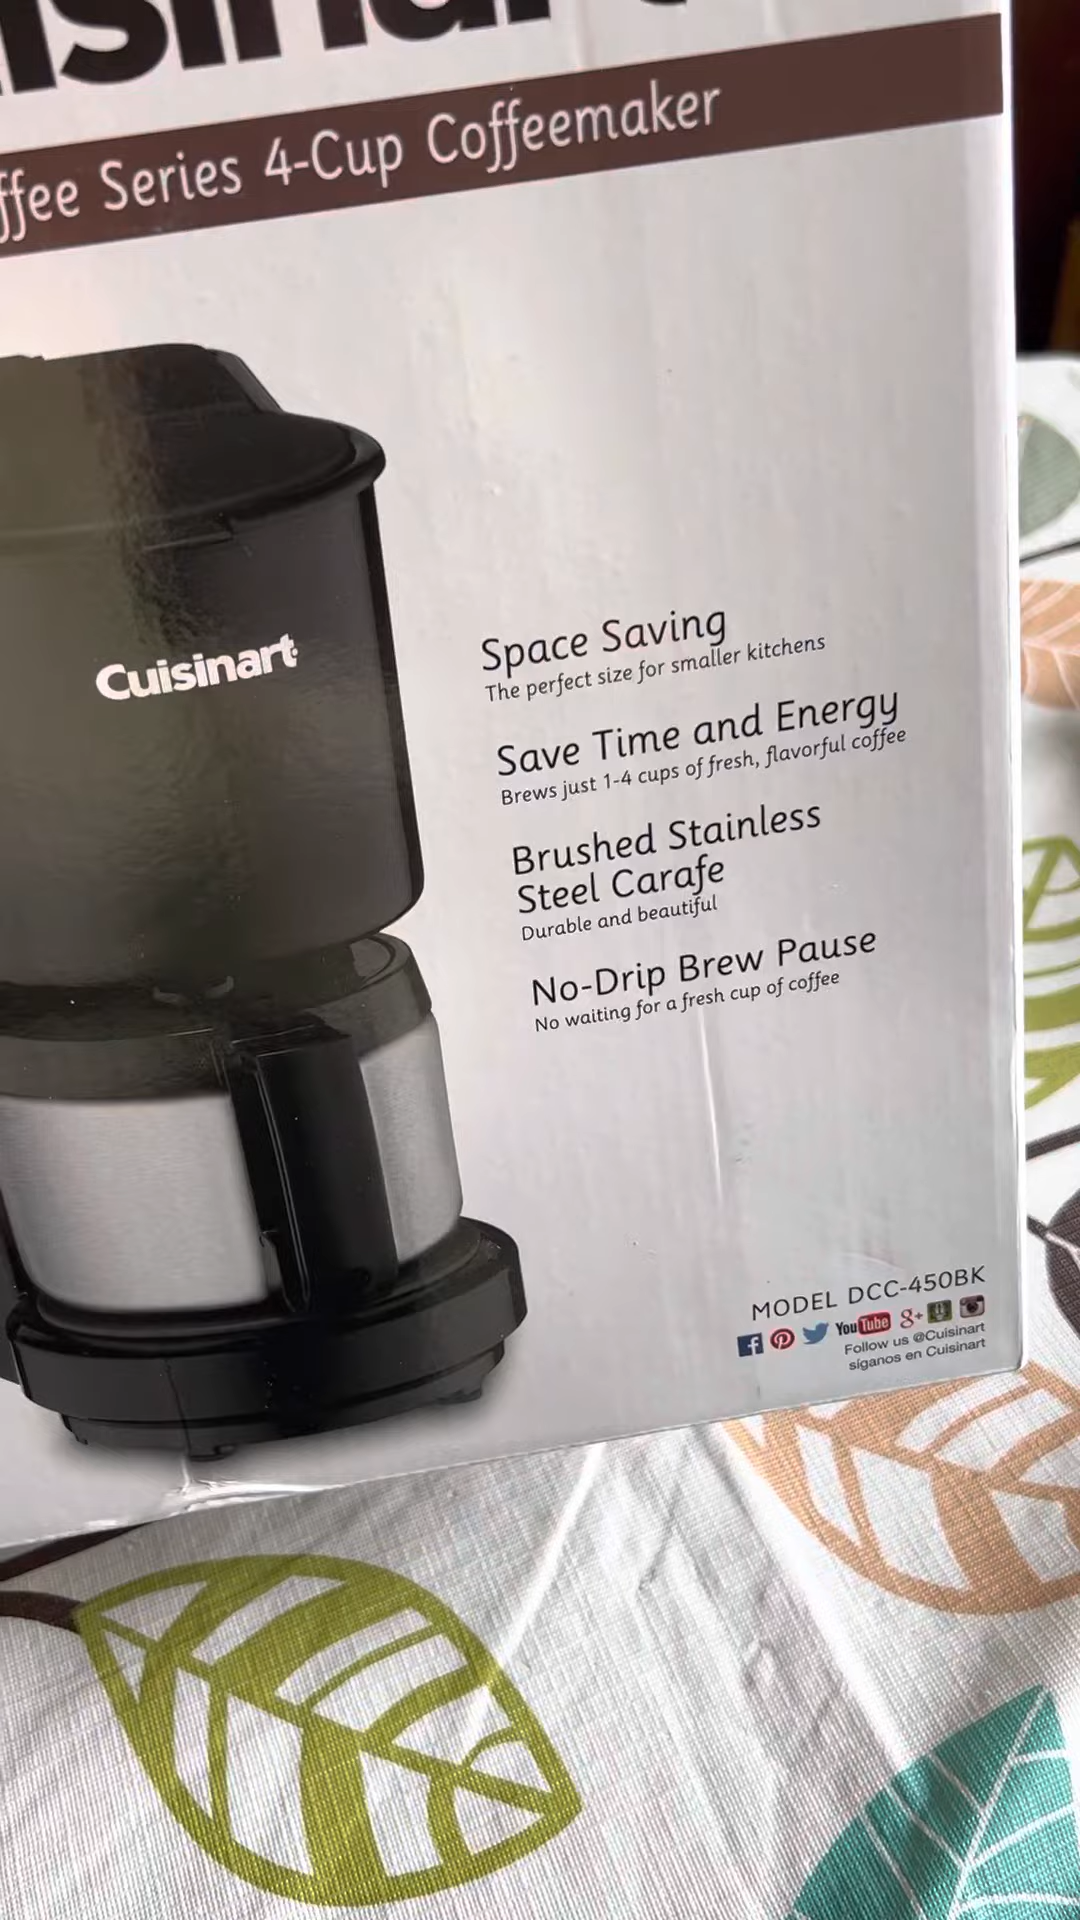 ffee Series 4-Cup Coffeemaker
Cuisinart
Space Saving
The perfect size for smaller kitchens
Save Time and Energy
Brews just 1-4 cups of fresh, flavorful coffee
Brushed Stainless
Steel Carafe
Durable and beautiful
No-Drip Brew Pause
No waiting for a fresh cup of coffee
MODEL DCC-450BK
YouTube 8+
Follow us @Cuisinart
síganos en Cuisinart